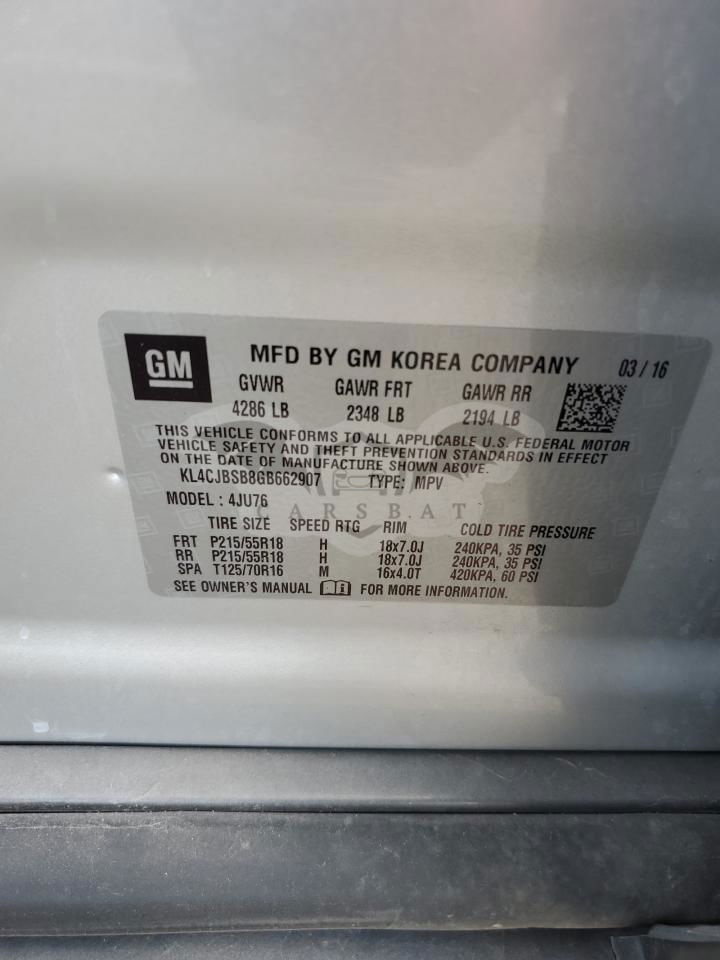 GM
MFD BY GM KOREA COMPANY 03 / 16
GVWR GAWR FRT GAWR RR
4286 LB 2348 LB 2194 LB
THIS VEHICLE CONFORMS TO ALL APPLICABLE U.S. FEDERAL MOTOR
VEHICLE SAFETY AND THEFT PREVENTION STANDARDS IN EFFECT
ON THE DATE OF MANUFACTURE SHOWN ABOVE.
KL4CJBSB8GB662907 TYPE: MPV
MODEL : 4JU76
CARSBAT
TIRE SIZE SPEED RTG RIM COLD TIRE PRESSURE
FRT P215/55R18 H 18x7.0J 240KPA, 35 PSI
RR P215/55R18 H 18x7.0J 240KPA, 35 PSI
SPA T125/70R16 M 16x4.0T 420KPA, 60 PSI
SEE OWNER'S MANUAL FOR MORE INFORMATION.